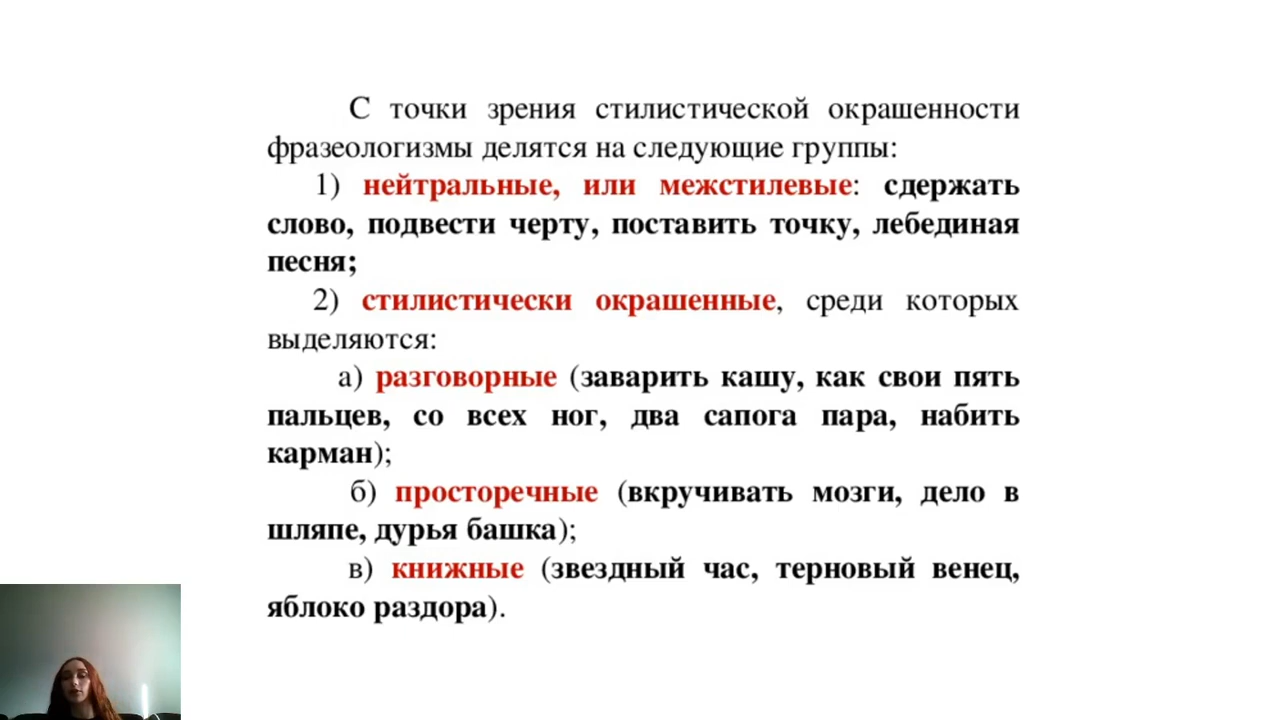 С точки зрения стилистической окрашенности
фразеологизмы делятся на следующие группы:
1) нейтральные, или межстилевые: сдержать
слово, подвести черту, поставить точку, лебединая
песня;
2) стилистически окрашенные, среди которых
выделяются:
а) разговорные (заварить кашу, как свои пять
пальцев, со всех ног, два сапога пара, набить
карман);
б) просторечные (вкручивать мозги, дело в
шляпе, дурья башка);
в) книжные (звездный час, терновый венец,
яблоко раздора).